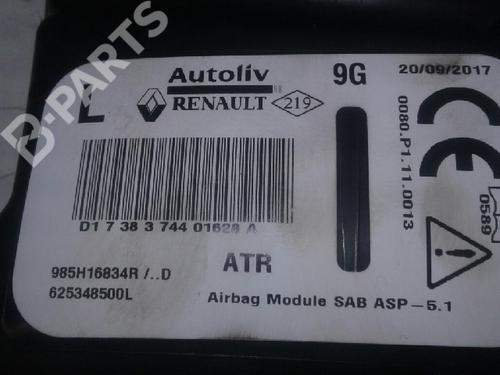 B-PARTS
Autoliv
9G
20/09/2017
L
RENAULT
219
0080.P1.11.0013
CE
0589
D1 7 38 3 744 01628 A
985H16834R /..D
ATR
625348500L
Airbag Module SAB ASP-5.1